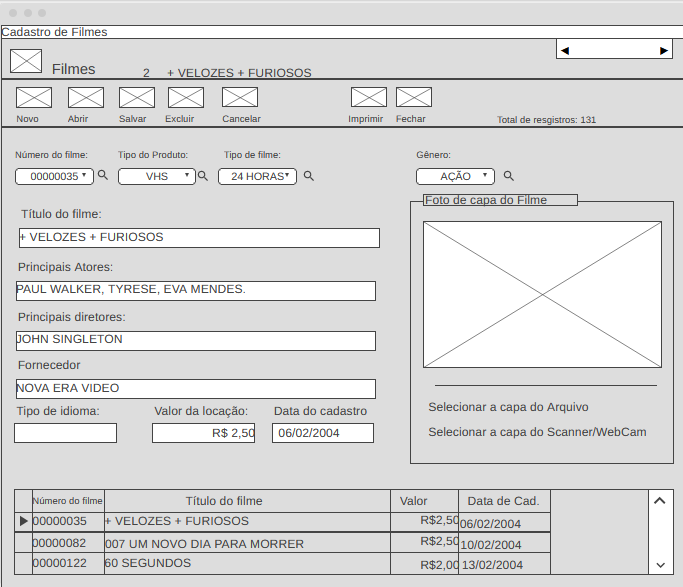 Cadastro de Filmes
Filmes 2 + VELOZES + FURIOSOS
Novo Abrir Salvar Excluir Cancelar Imprimir Fechar Total de resgistros: 131
Número do filme: Tipo do Produto: Tipo de filme: Gênero:
00000035 VHS 24 HORAS AÇÃO
Foto de capa do Filme
Título do filme:
+ VELOZES + FURIOSOS
Principais Atores:
PAUL WALKER, TYRESE, EVA MENDES.
Principais diretores:
JOHN SINGLETON
Fornecedor
NOVA ERA VIDEO
Tipo de idioma: Valor da locação: Data do cadastro
R$ 2,50 06/02/2004
Selecionar a capa do Arquivo
Selecionar a capa do Scanner/WebCam
Número do filme Título do filme Valor Data de Cad.
00000035 + VELOZES + FURIOSOS R$2,50 06/02/2004
00000082 007 UM NOVO DIA PARA MORRER R$2,50 10/02/2004
00000122 60 SEGUNDOS R$2,00 13/02/2004